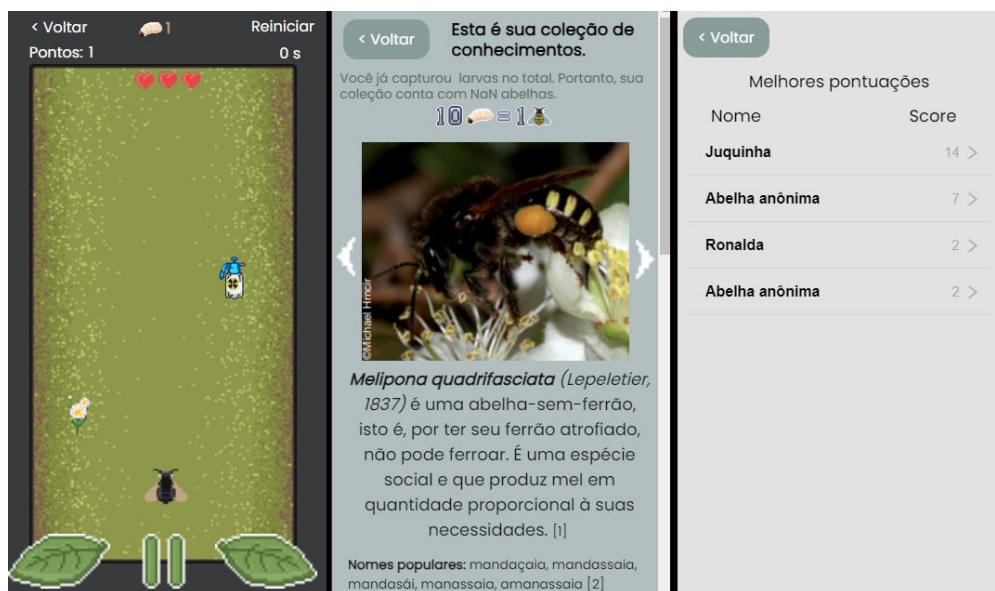 < Voltar
1
Reiniciar
Pontos: 1
0 s
< Voltar
Esta é sua coleção de
conhecimentos.
Você já capturou larvas no total. Portanto, sua
coleção conta com NaN abelhas.
10 = 1
©Michael Hrncir
Melipona quadrifasciata (Lepeletier,
1837) é uma abelha-sem-ferrão,
isto é, por ter seu ferrão atrofiado,
não pode ferroar. É uma espécie
social e que produz mel em
quantidade proporcional à suas
necessidades. [1]
Nomes populares: mandaçaia, mandassaia,
mandasái, manassaia, amanassaia [2]
< Voltar
Melhores pontuações
Nome Score
Juquinha 14 >
Abelha anônima 7 >
Ronalda 2 >
Abelha anônima 2 >